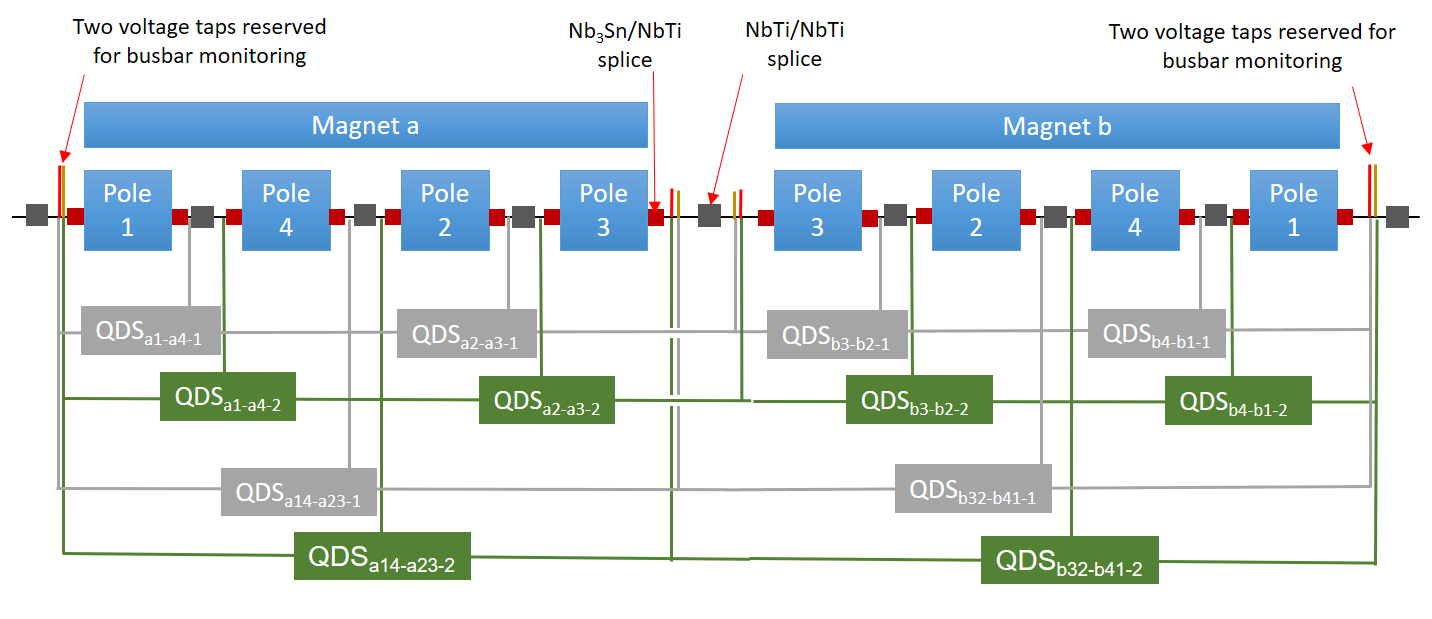 Two voltage taps reserved
for busbar monitoring
Nb₃Sn/NbTi
splice
NbTi/NbTi
splice
Two voltage taps reserved for
busbar monitoring
Magnet a
Magnet b
Pole
1
Pole
4
Pole
2
Pole
3
Pole
3
Pole
2
Pole
4
Pole
1
QDSa1-a4-1
QDSa2-a3-1
QDSb3-b2-1
QDSb4-b1-1
QDSa1-a4-2
QDSa2-a3-2
QDSb3-b2-2
QDSb4-b1-2
QDSa14-a23-1
QDSb32-b41-1
QDSa14-a23-2
QDSb32-b41-2